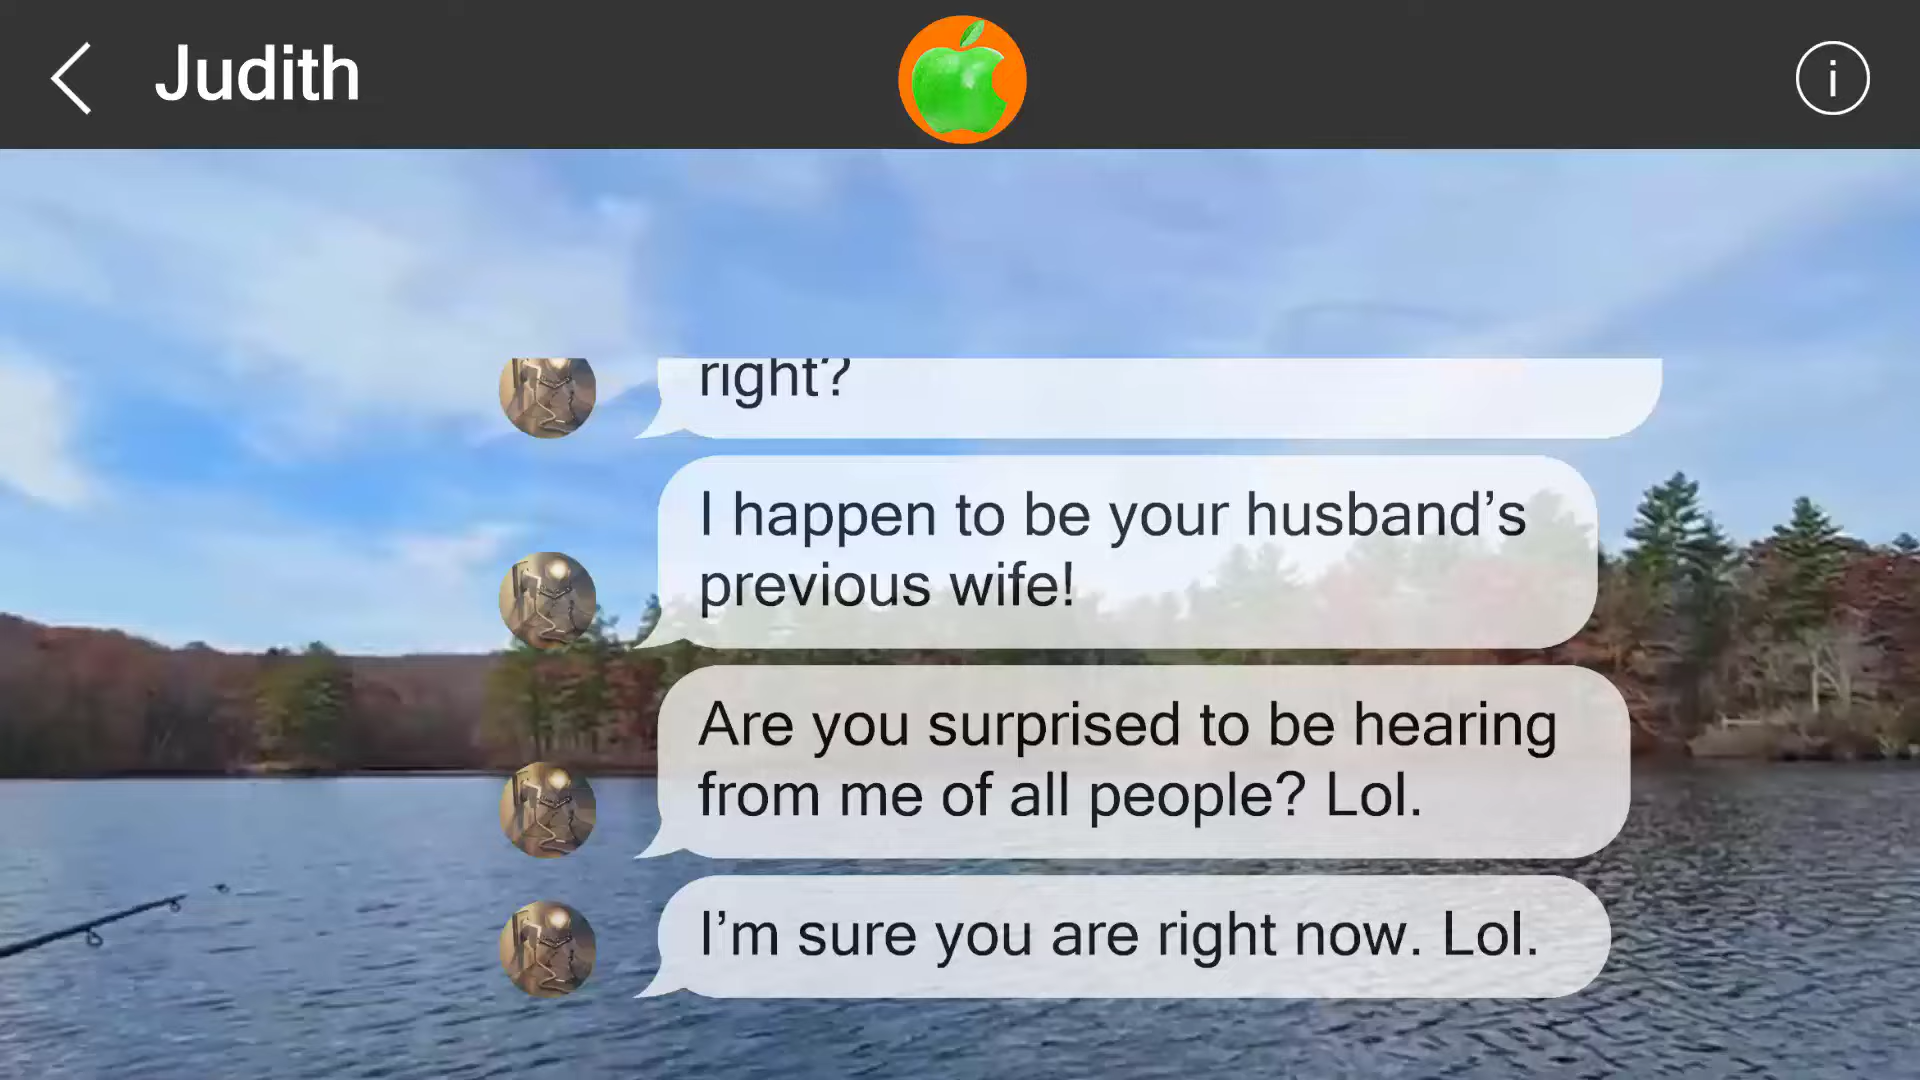 Judith
i
right?
I happen to be your husband’s
previous wife!
Are you surprised to be hearing
from me of all people? Lol.
I’m sure you are right now. Lol.